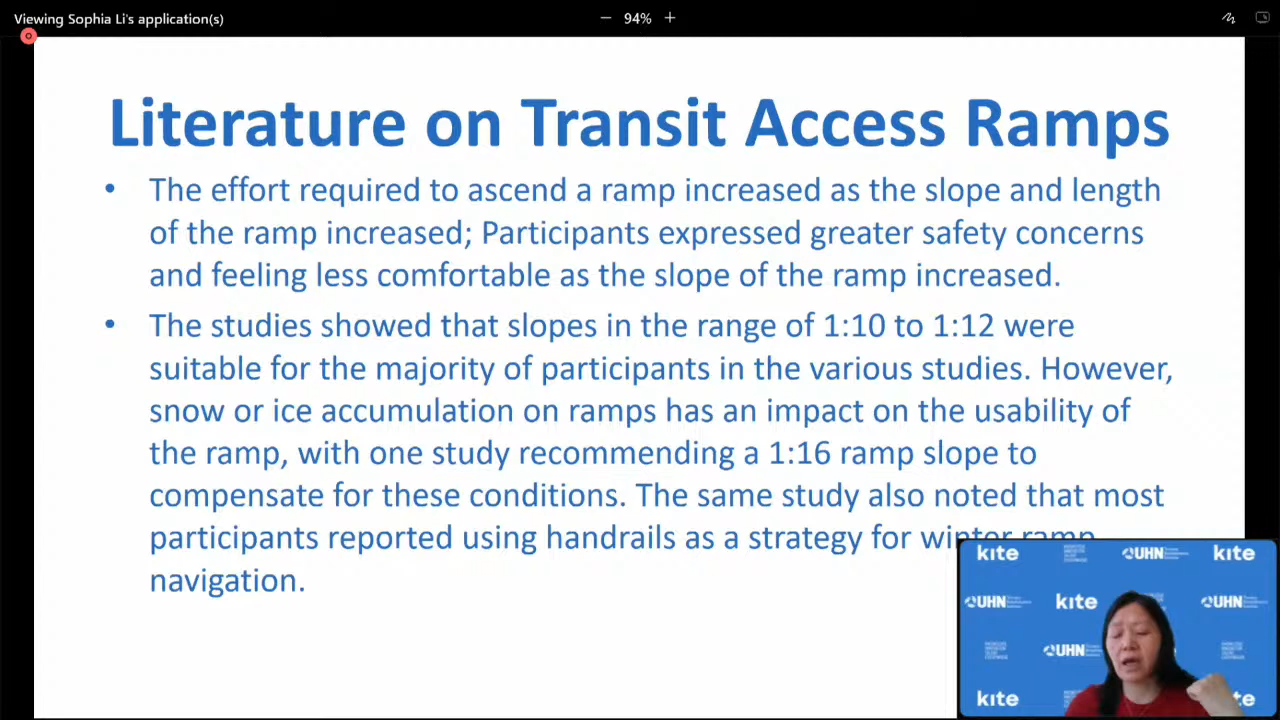 Viewing Sophia Li's application(s)
94%
Literature on Transit Access Ramps
• The effort required to ascend a ramp increased as the slope and length
of the ramp increased; Participants expressed greater safety concerns
and feeling less comfortable as the slope of the ramp increased.
• The studies showed that slopes in the range of 1:10 to 1:12 were
suitable for the majority of participants in the various studies. However,
snow or ice accumulation on ramps has an impact on the usability of
the ramp, with one study recommending a 1:16 ramp slope to
compensate for these conditions. The same study also noted that most
participants reported using handrails as a strategy for winter ramp
navigation.
kite UHN kite
UHN kite UHN
UHN
kite